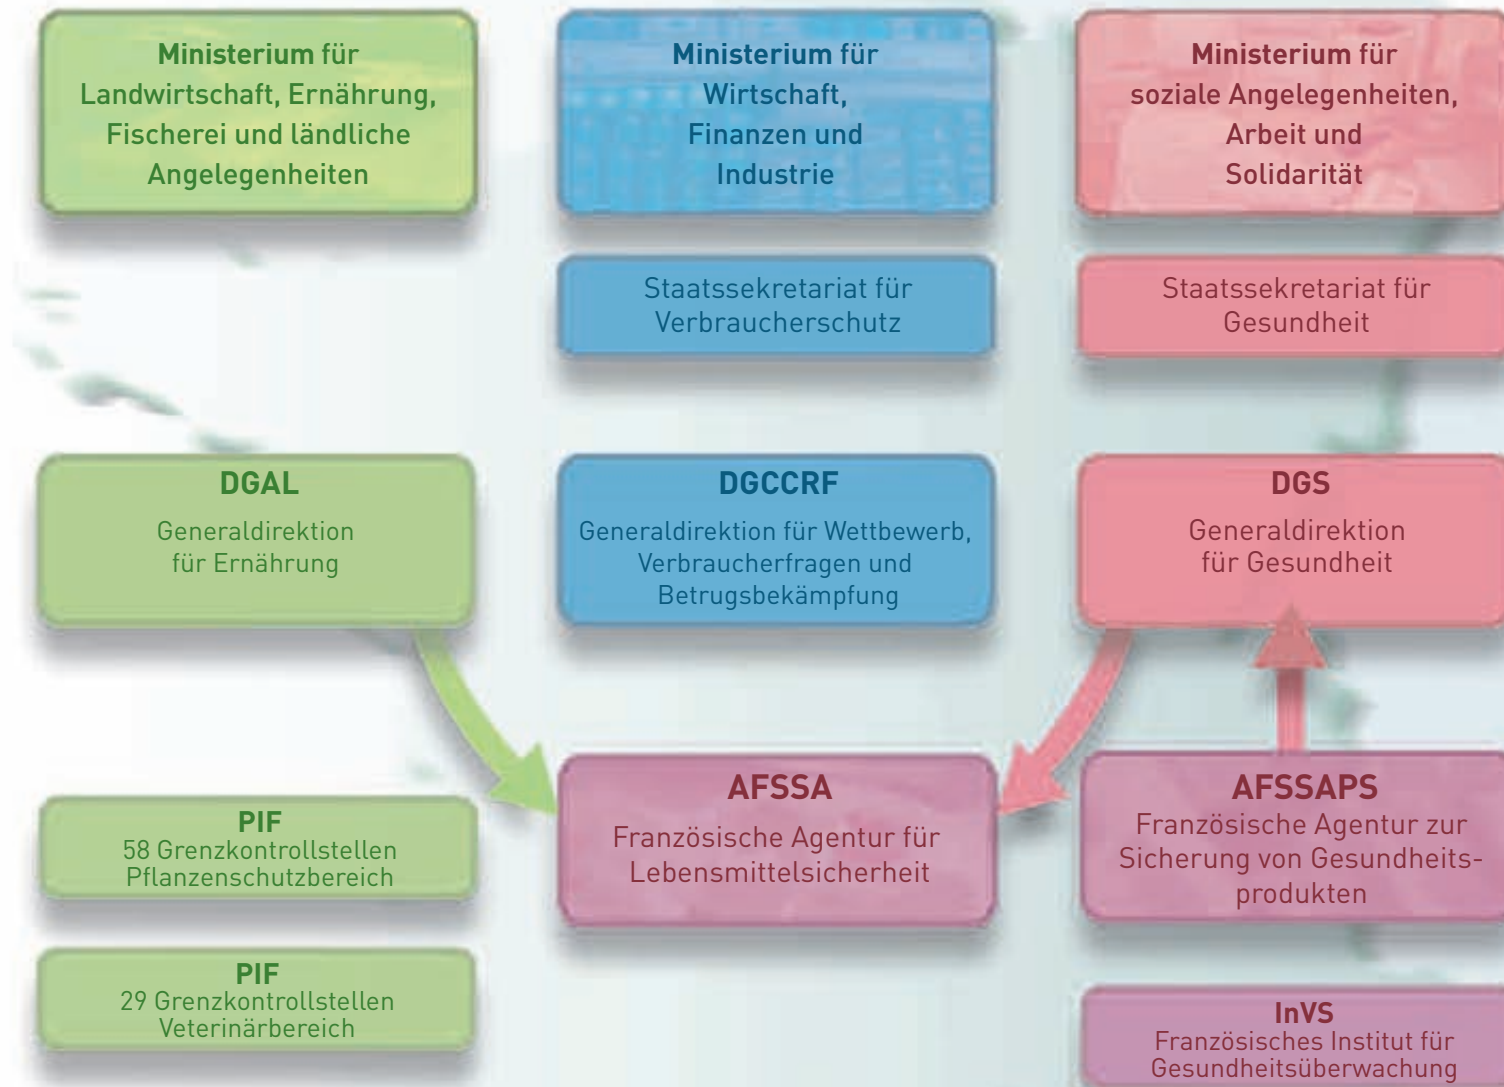 Ministerium für
Landwirtschaft, Ernährung,
Fischerei und ländliche
Angelegenheiten
Ministerium für
Wirtschaft,
Finanzen und
Industrie
Ministerium für
soziale Angelegenheiten,
Arbeit und
Solidarität
Staatssekretariat für
Verbraucherschutz
Staatssekretariat für
Gesundheit
DGAL
Generaldirektion
für Ernährung
DGCCRF
Generaldirektion für Wettbewerb,
Verbraucherfragen und
Betrugsbekämpfung
DGS
Generaldirektion
für Gesundheit
PIF
58 Grenzkontrollstellen
Pflanzenschutzbereich
AFSSA
Französische Agentur für
Lebensmittelsicherheit
AFSSAPS
Französische Agentur zur
Sicherung von Gesundheits-
produkten
PIF
29 Grenzkontrollstellen
Veterinärbereich
InVS
Französisches Institut für
Gesundheitsüberwachung